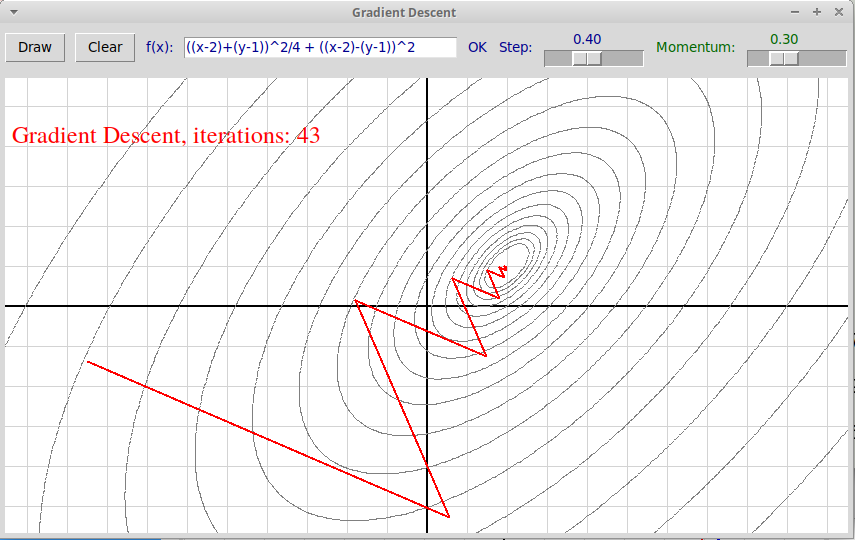 Gradient Descent
Draw Clear f(x): ((x-2)+(y-1))^2/4 + ((x-2)-(y-1))^2 OK Step: 0.40 Momentum: 0.30
Gradient Descent, iterations: 43